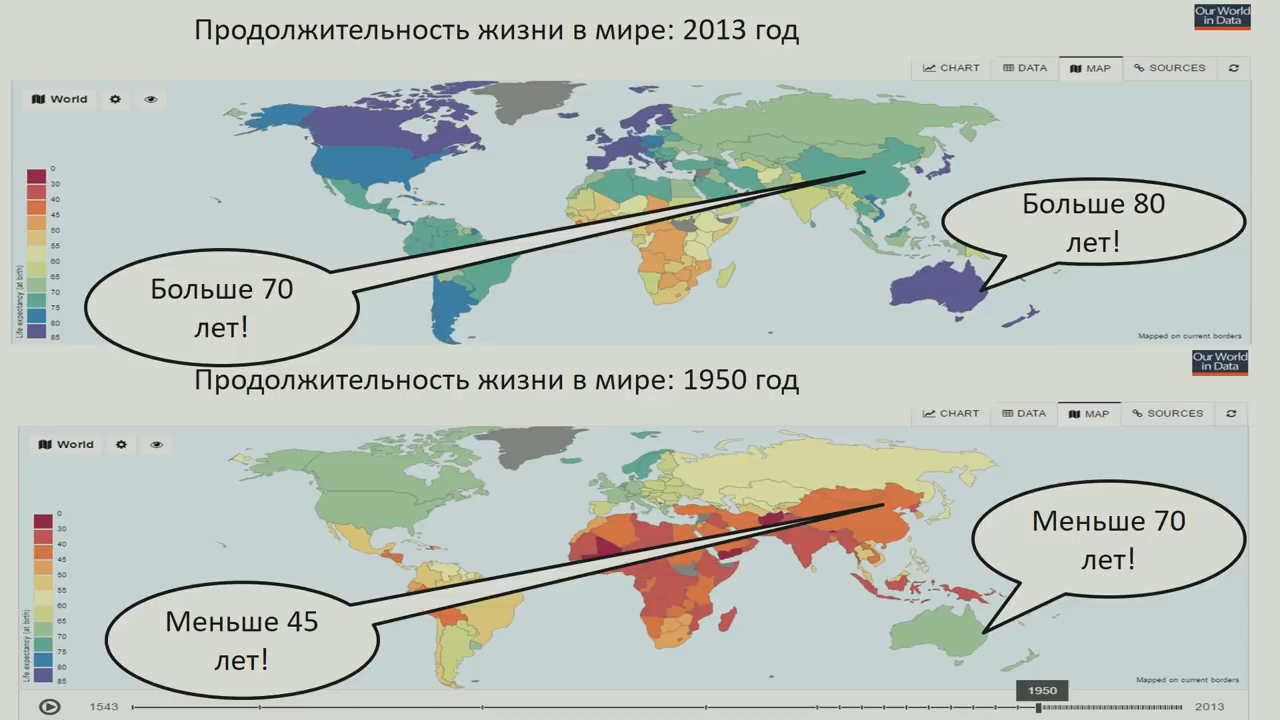 Продолжительность жизни в мире: 2013 год
Our World
in Data
CHART
DATA
MAP
SOURCES
World
0
30
40
45
50
55
60
65
70
75
80
85
Life expectancy (at birth)
Больше 70
лет!
Больше 80
лет!
Mapped on current borders
Продолжительность жизни в мире: 1950 год
Our World
in Data
CHART
DATA
MAP
SOURCES
World
0
30
40
45
50
55
60
65
70
75
80
85
Life expectancy (at birth)
Меньше 45
лет!
Меньше 70
лет!
Mapped on current borders
1950
1543
2013